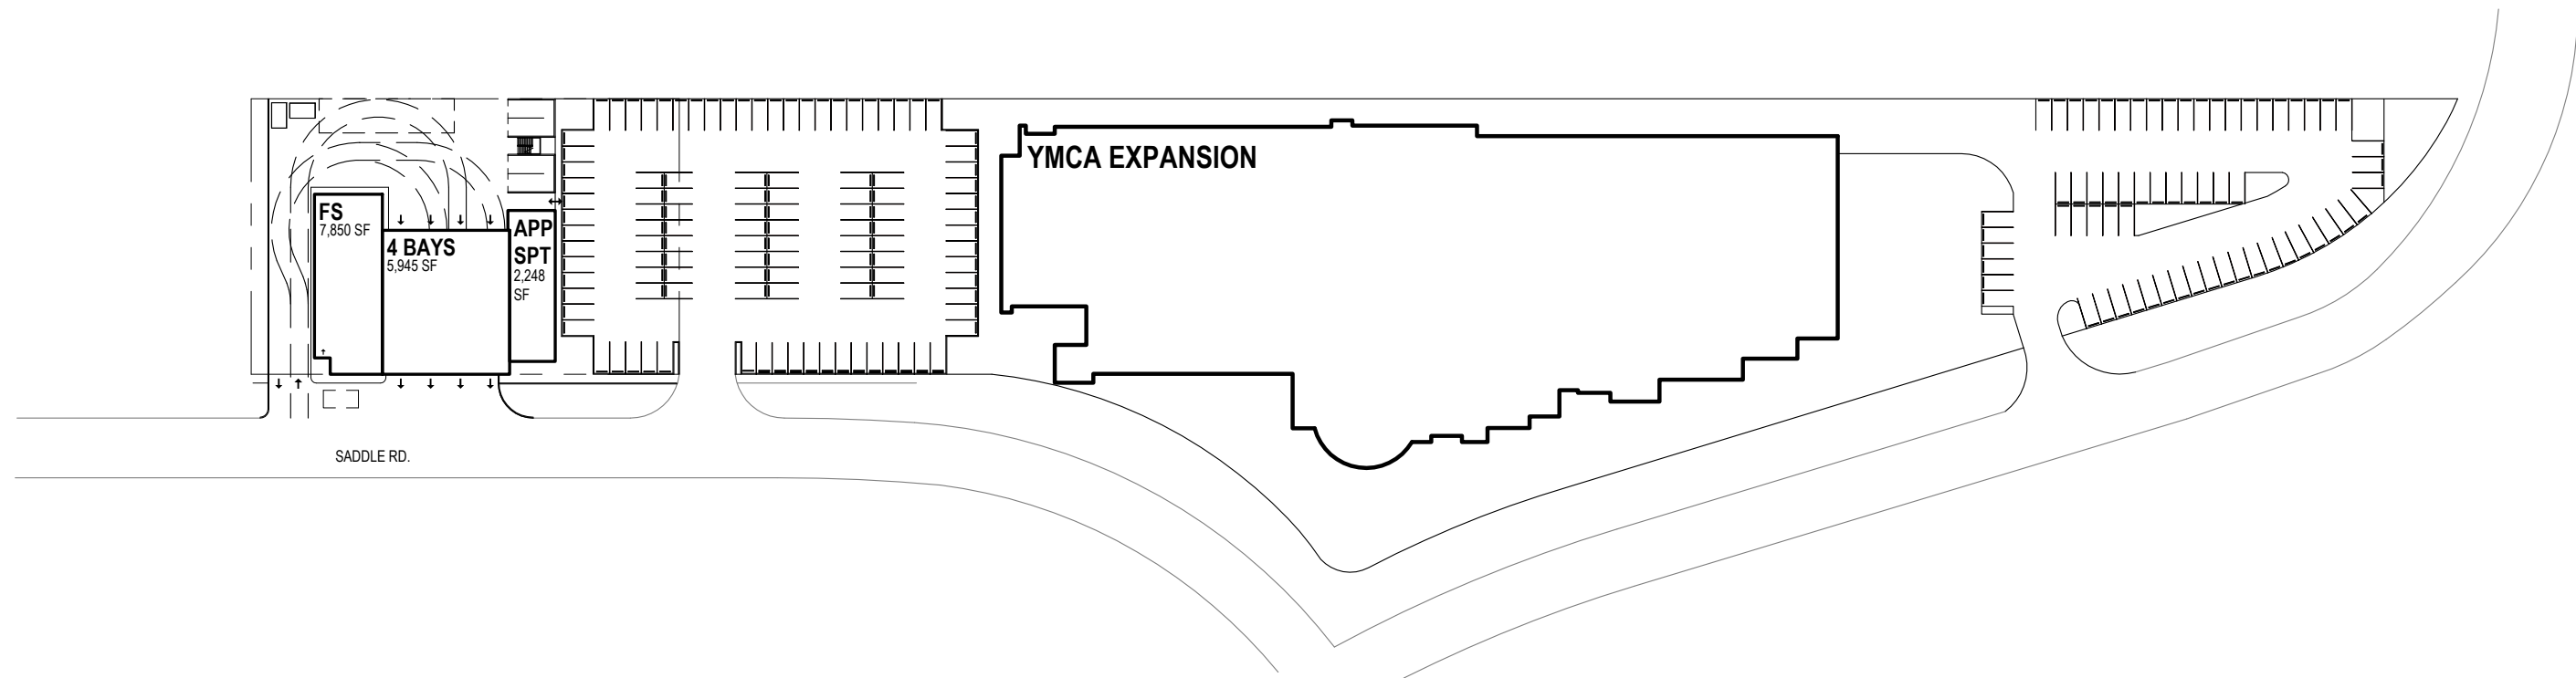 YMCA EXPANSION
FS
7,850 SF
4 BAYS
5,945 SF
APP
SPT
2,248
SF
SADDLE RD.